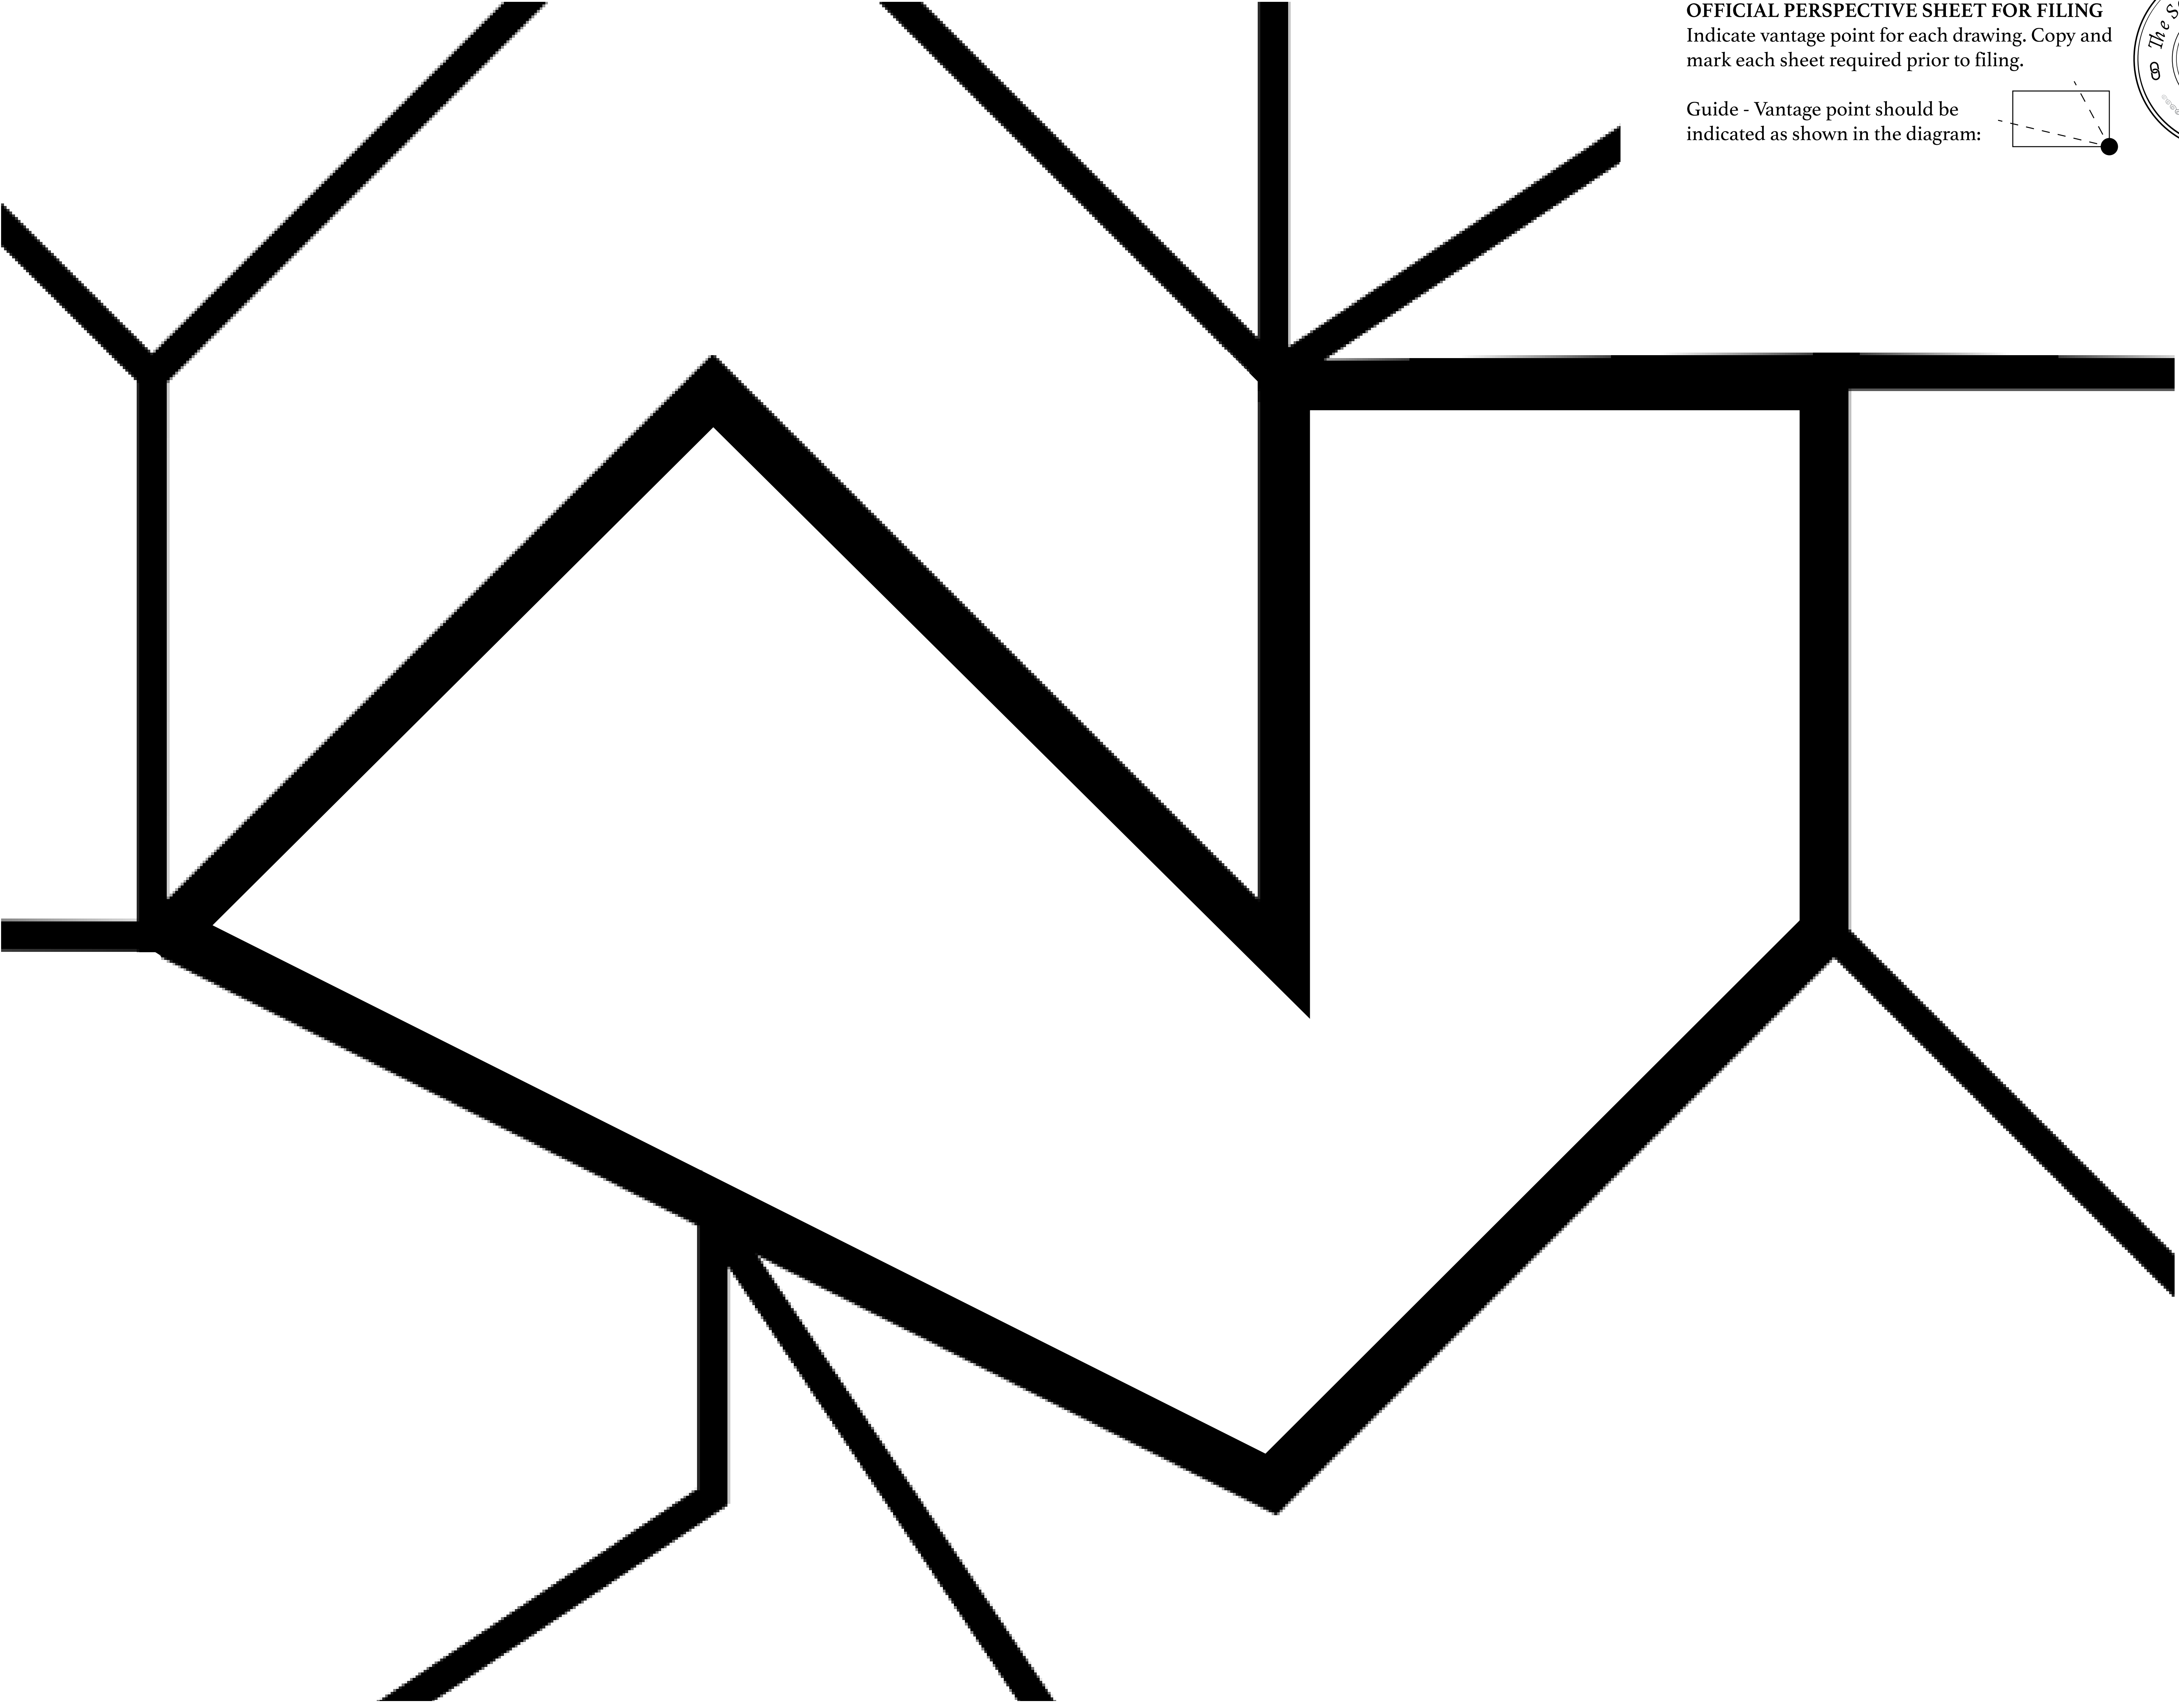 OFFICIAL PERSPECTIVE SHEET FOR FILING
Indicate vantage point for each drawing. Copy and
mark each sheet required prior to filing.
Guide - Vantage point should be
indicated as shown in the diagram:
The